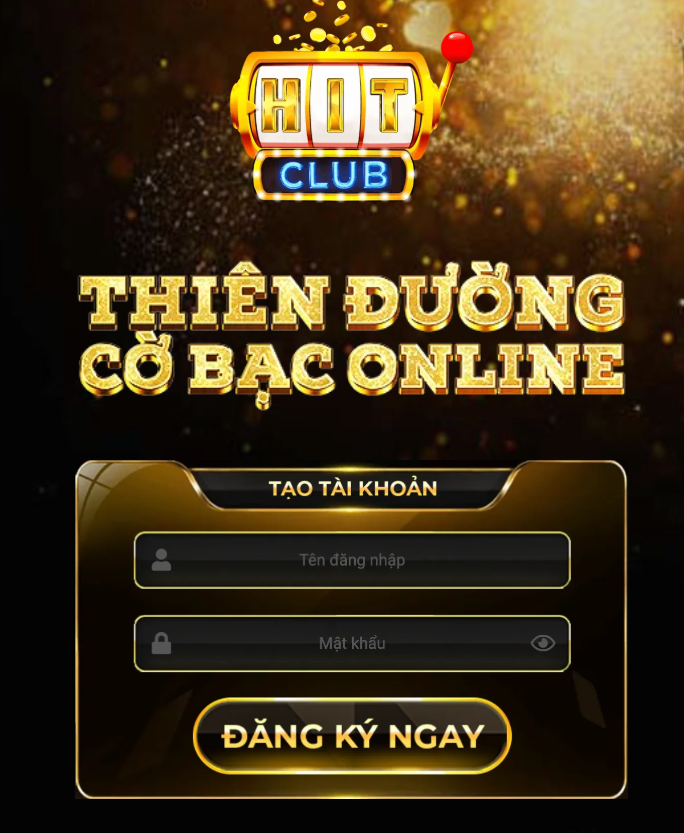 HIT
CLUB
THIÊN ĐƯỜNG
CỜ BẠC ONLINE
TẠO TÀI KHOẢN
Tên đăng nhập
Mật khẩu
ĐĂNG KÝ NGAY